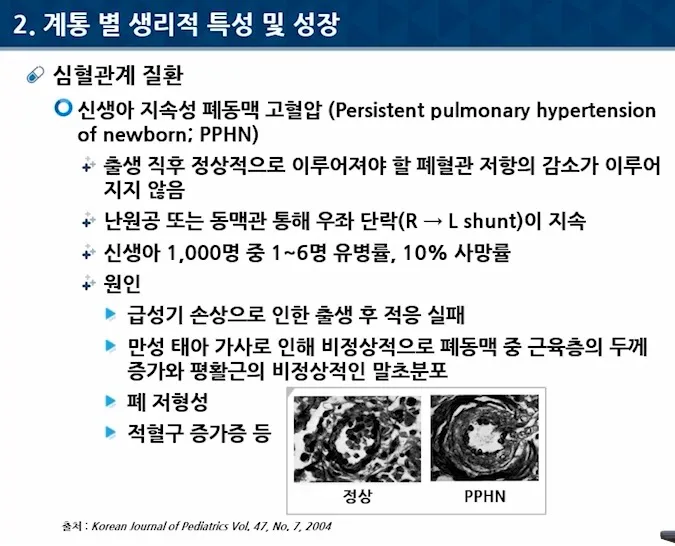 2. 계통 별 생리적 특성 및 성장
심혈관계 질환
신생아 지속성 폐동맥 고혈압 (Persistent pulmonary hypertension
of newborn; PPHN)
출생 직후 정상적으로 이루어져야 할 폐혈관 저항의 감소가 이루어
지지 않음
난원공 또는 동맥관 통해 우좌 단락(R → L shunt)이 지속
신생아 1,000명 중 1~6명 유병률, 10% 사망률
원인
급성기 손상으로 인한 출생 후 적응 실패
만성 태아 가사로 인해 비정상적으로 폐동맥 중 근육층의 두께
증가와 평활근의 비정상적인 말초분포
폐 저형성
적혈구 증가증 등
정상
PPHN
출처 : Korean Journal of Pediatrics Vol. 47, No. 7, 2004